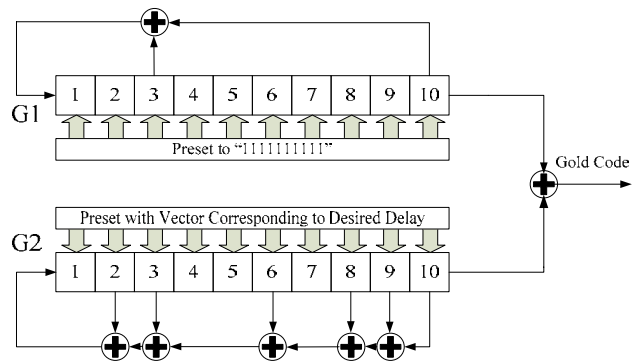 1 2 3 4 5 6 7 8 9 10
G1
Preset to “1111111111”
Gold Code
Preset with Vector Corresponding to Desired Delay
G2
1 2 3 4 5 6 7 8 9 10